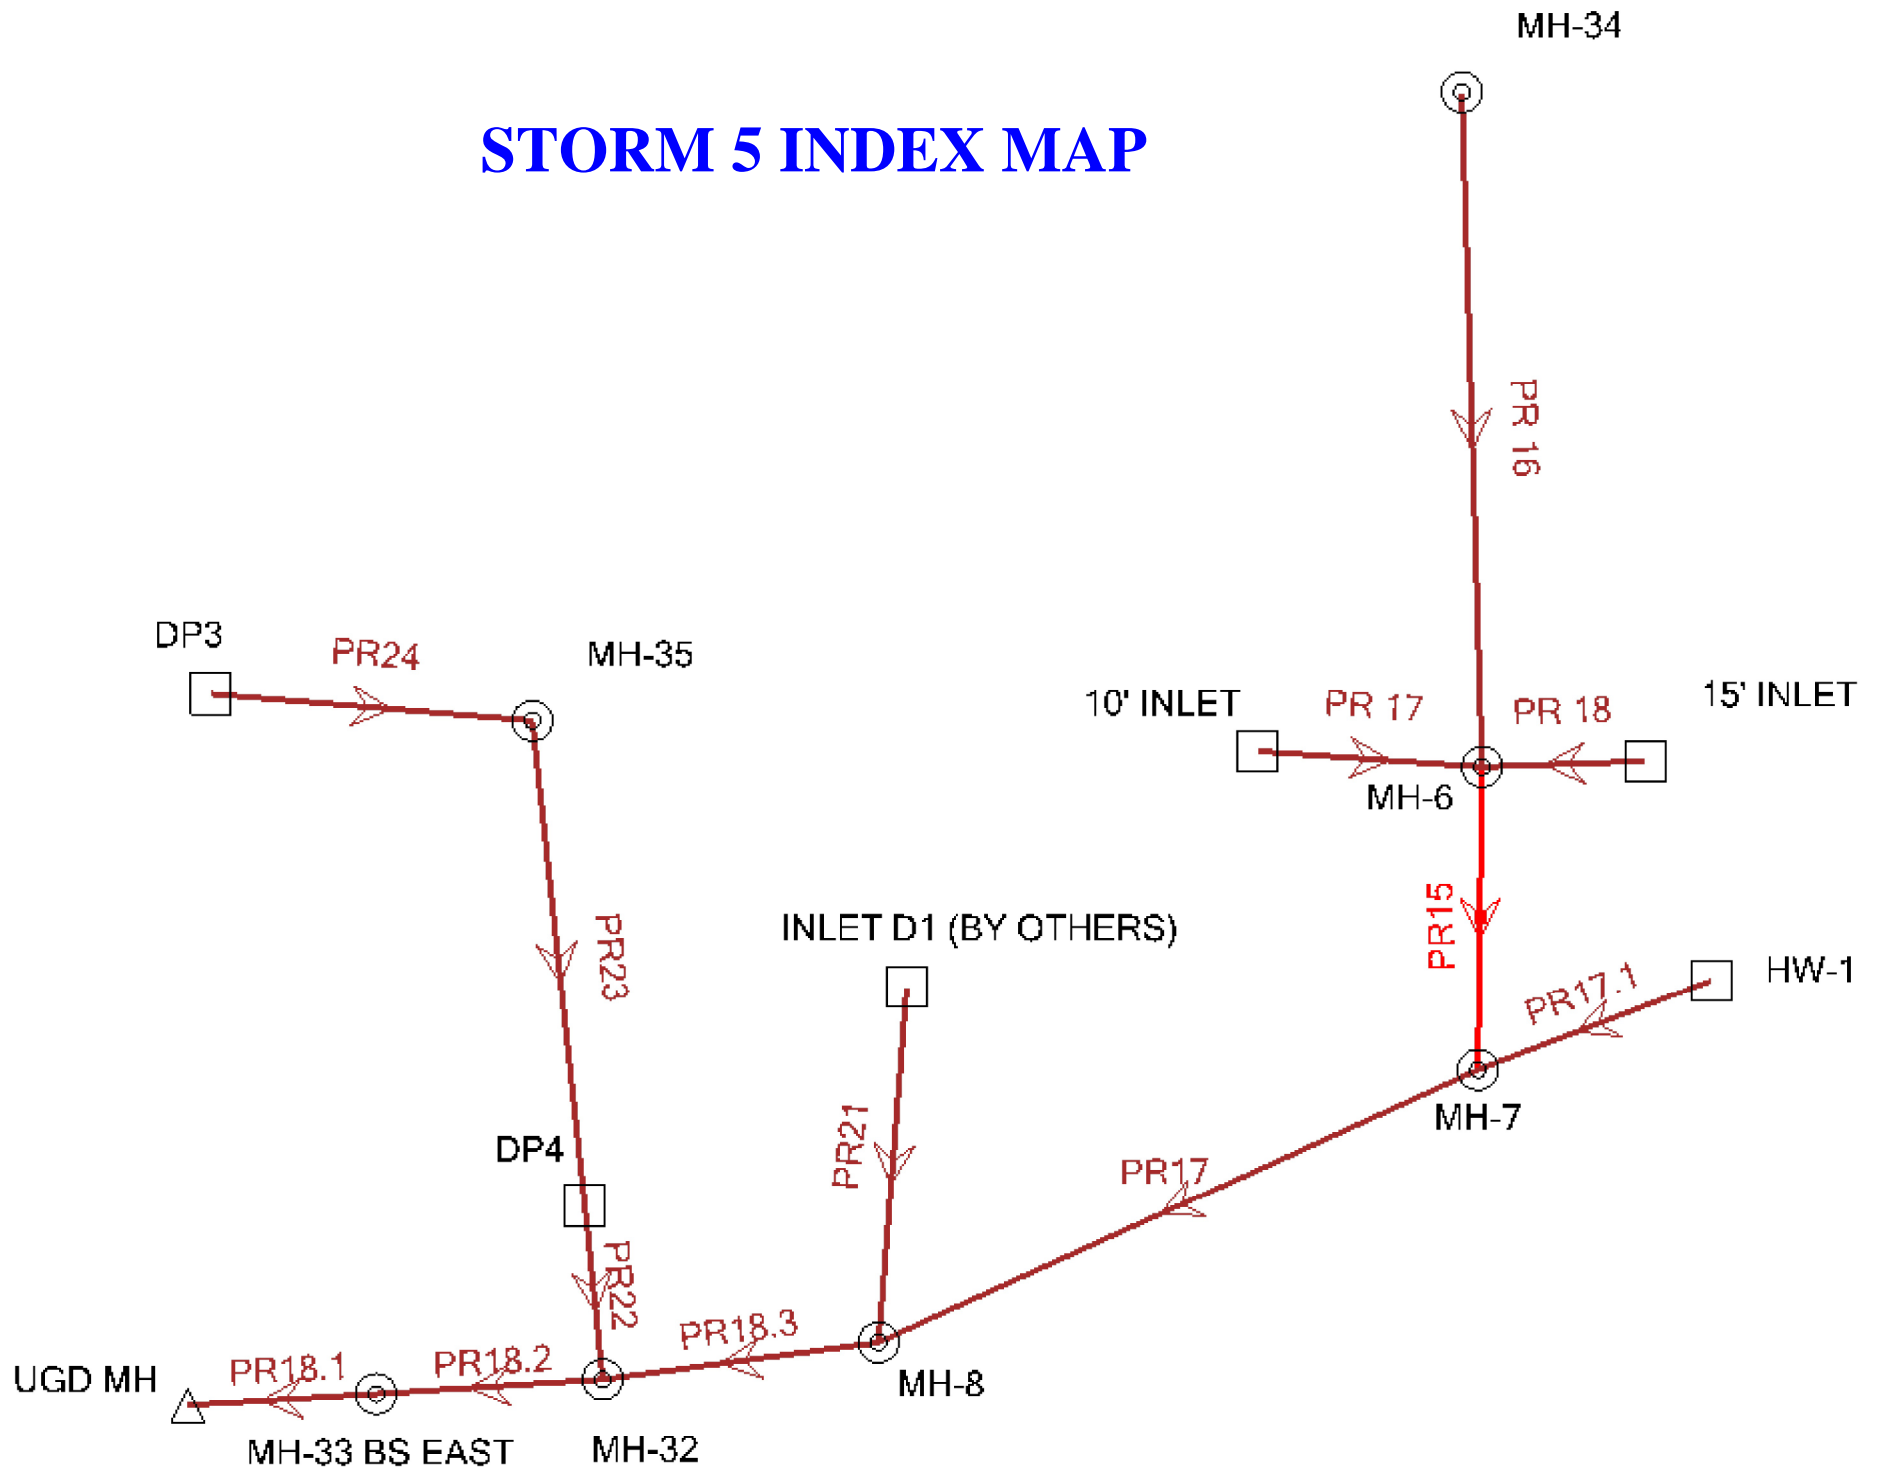 MH-34
STORM 5 INDEX MAP
PR 16
DP3
PR24
MH-35
10' INLET
PR 17
PR 18
15' INLET
MH-6
PR15
INLET D1 (BY OTHERS)
PR23
HW-1
PR17.1
MH-7
DP4
PR21
PR17
PR22
PR18.3
UGD MH
PR18.1
PR18.2
MH-8
MH-33 BS EAST
MH-32